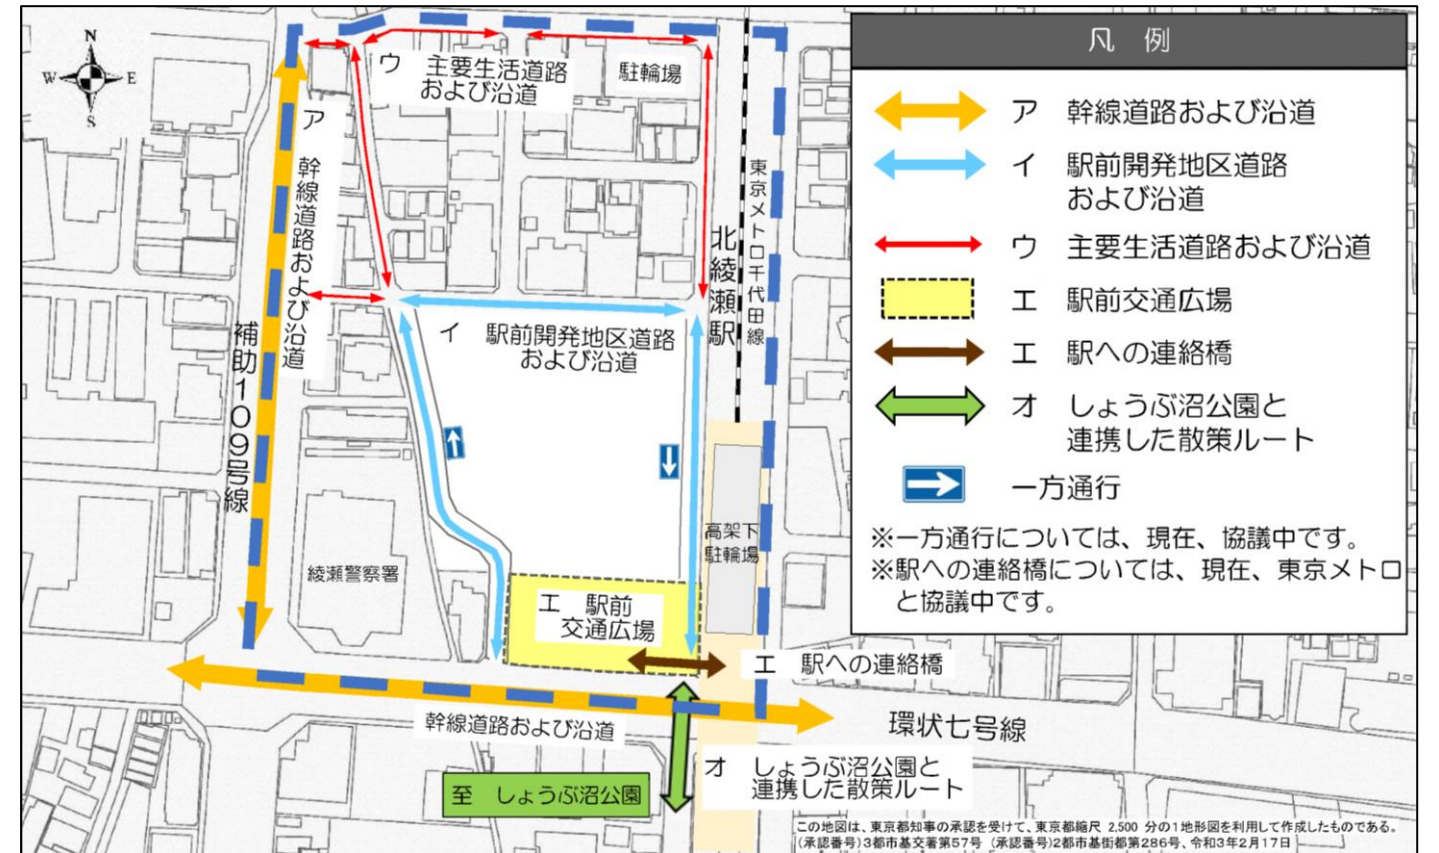 N
W
E
S
ウ 主要生活道路
および沿道
駐輪場
ア 幹線道路および沿道
補助109号線
東京メトロ千代田線
北綾瀬駅
イ 駅前開発地区道路
および沿道
綾瀬警察署
高架下
駐輪場
エ 駅前
交通広場
エ 駅への連絡橋
幹線道路および沿道
環状七号線
オ しょうぶ沼公園と
連携した散策ルート
至 しょうぶ沼公園
凡 例
ア 幹線道路および沿道
イ 駅前開発地区道路
および沿道
ウ 主要生活道路および沿道
エ 駅前交通広場
エ 駅への連絡橋
オ しょうぶ沼公園と
連携した散策ルート
一方通行
※一方通行については、現在、協議中です。
※駅への連絡橋については、現在、東京メトロ
と協議中です。
この地図は、東京都知事の承認を受けて、東京都縮尺 2,500 分の1地形図を利用して作成したものである。
(承認番号)3都市基交著第57号 (承認番号)2都市基街都第286号、令和3年2月17日